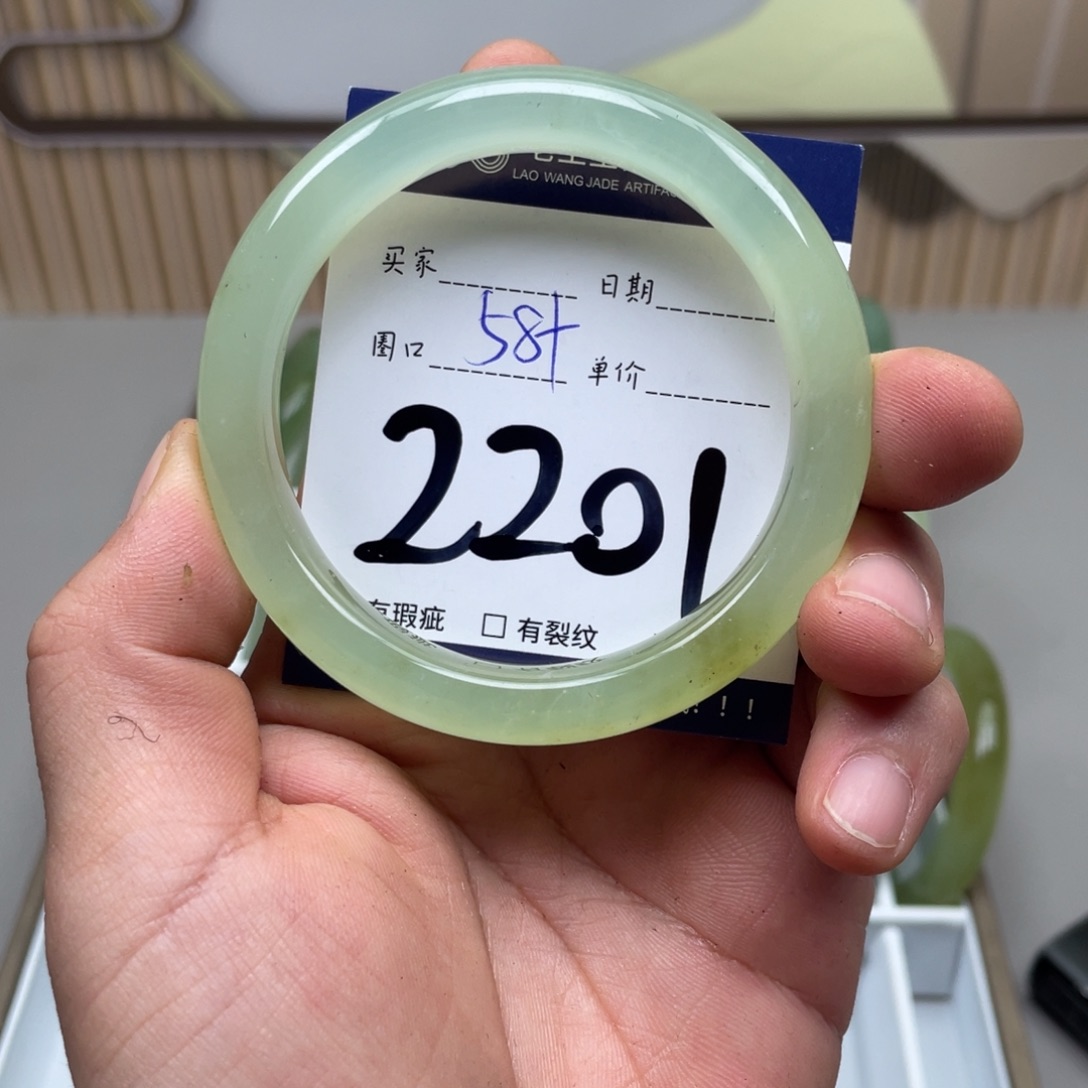 LAO WANG JADE ARTIFA
买家 日期
圈口 58+ 单价
2201
有瑕疵 □ 有裂纹
! !